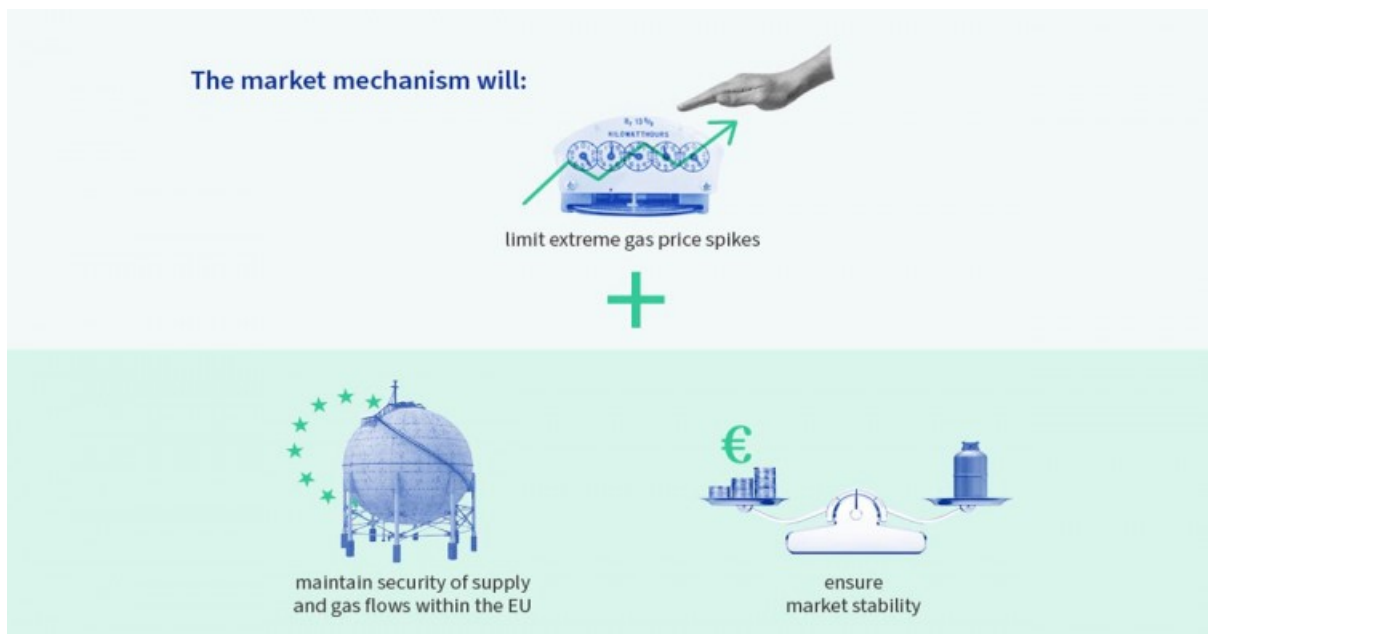 The market mechanism will:
KILOWATTHOURS
limit extreme gas price spikes
+
€
maintain security of supply
and gas flows within the EU
ensure
market stability